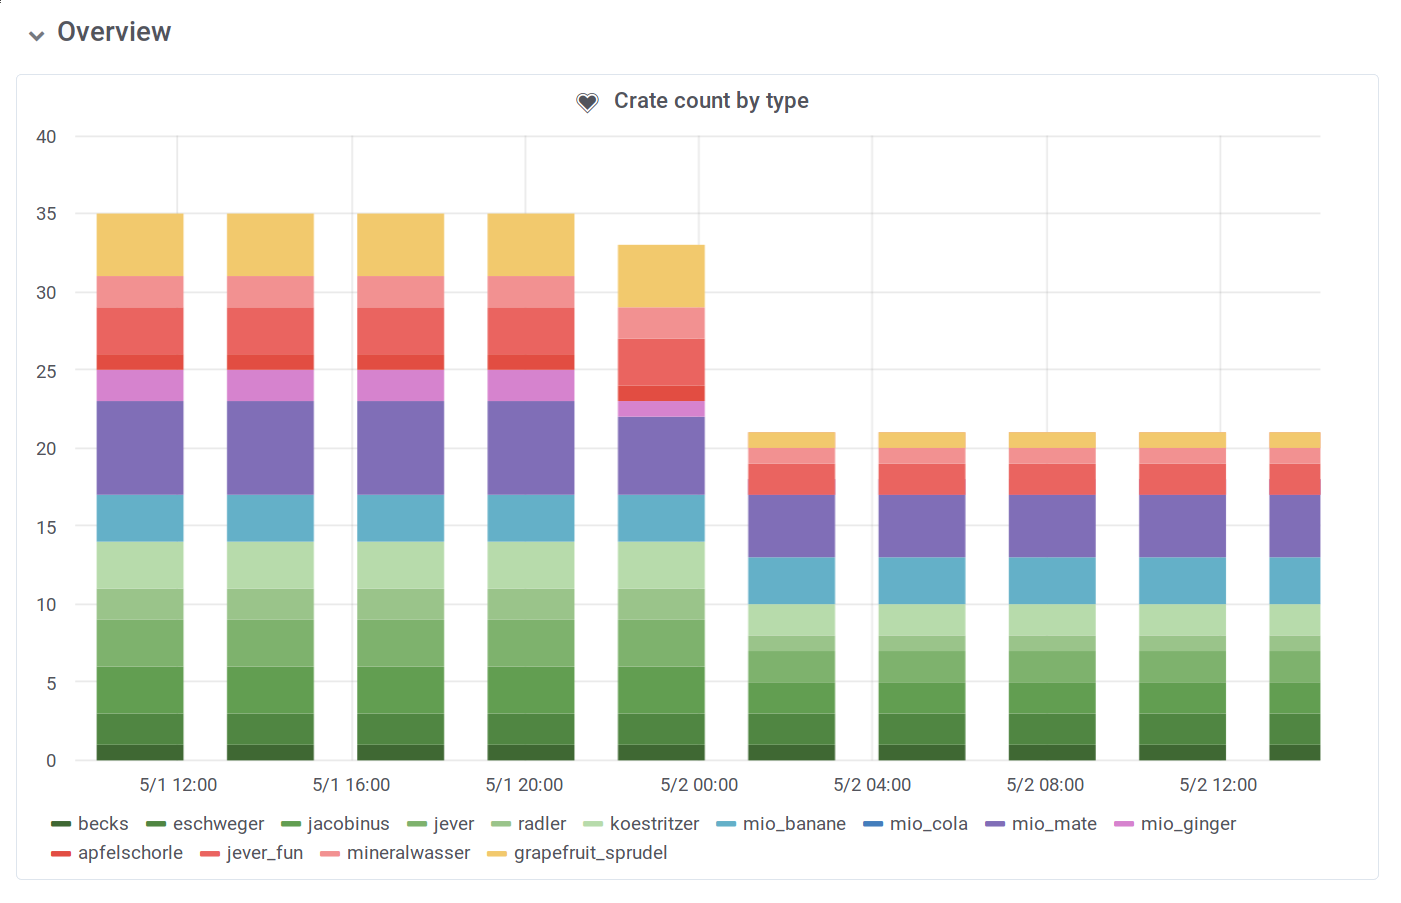 Overview
Crate count by type
40
35
30
25
20
15
10
5
0
5/1 12:00 5/1 16:00 5/1 20:00 5/2 00:00 5/2 04:00 5/2 08:00 5/2 12:00
becks eschweger jacobinus jever radler koestritzer mio_banane mio_cola mio_mate mio_ginger
apfelschorle jever_fun mineralwasser grapefruit_sprudel